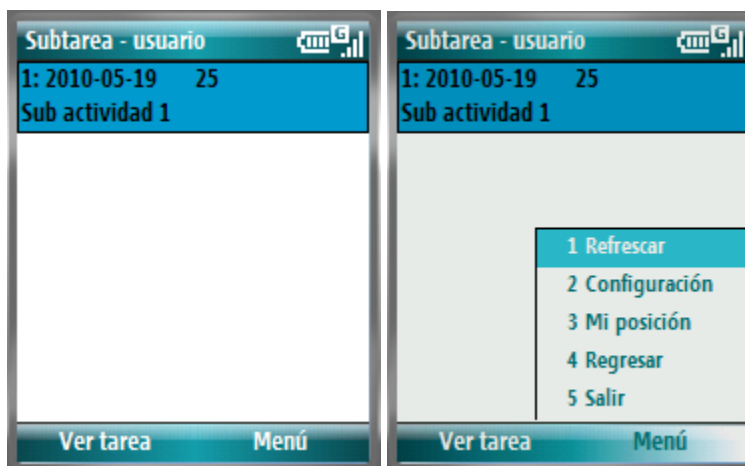 Subtarea - usuario
G
1: 2010-05-19 25
Sub actividad 1
Ver tarea Menú
Subtarea - usuario
G
1: 2010-05-19 25
Sub actividad 1
1 Refrescar
2 Configuración
3 Mi posición
4 Regresar
5 Salir
Ver tarea Menú